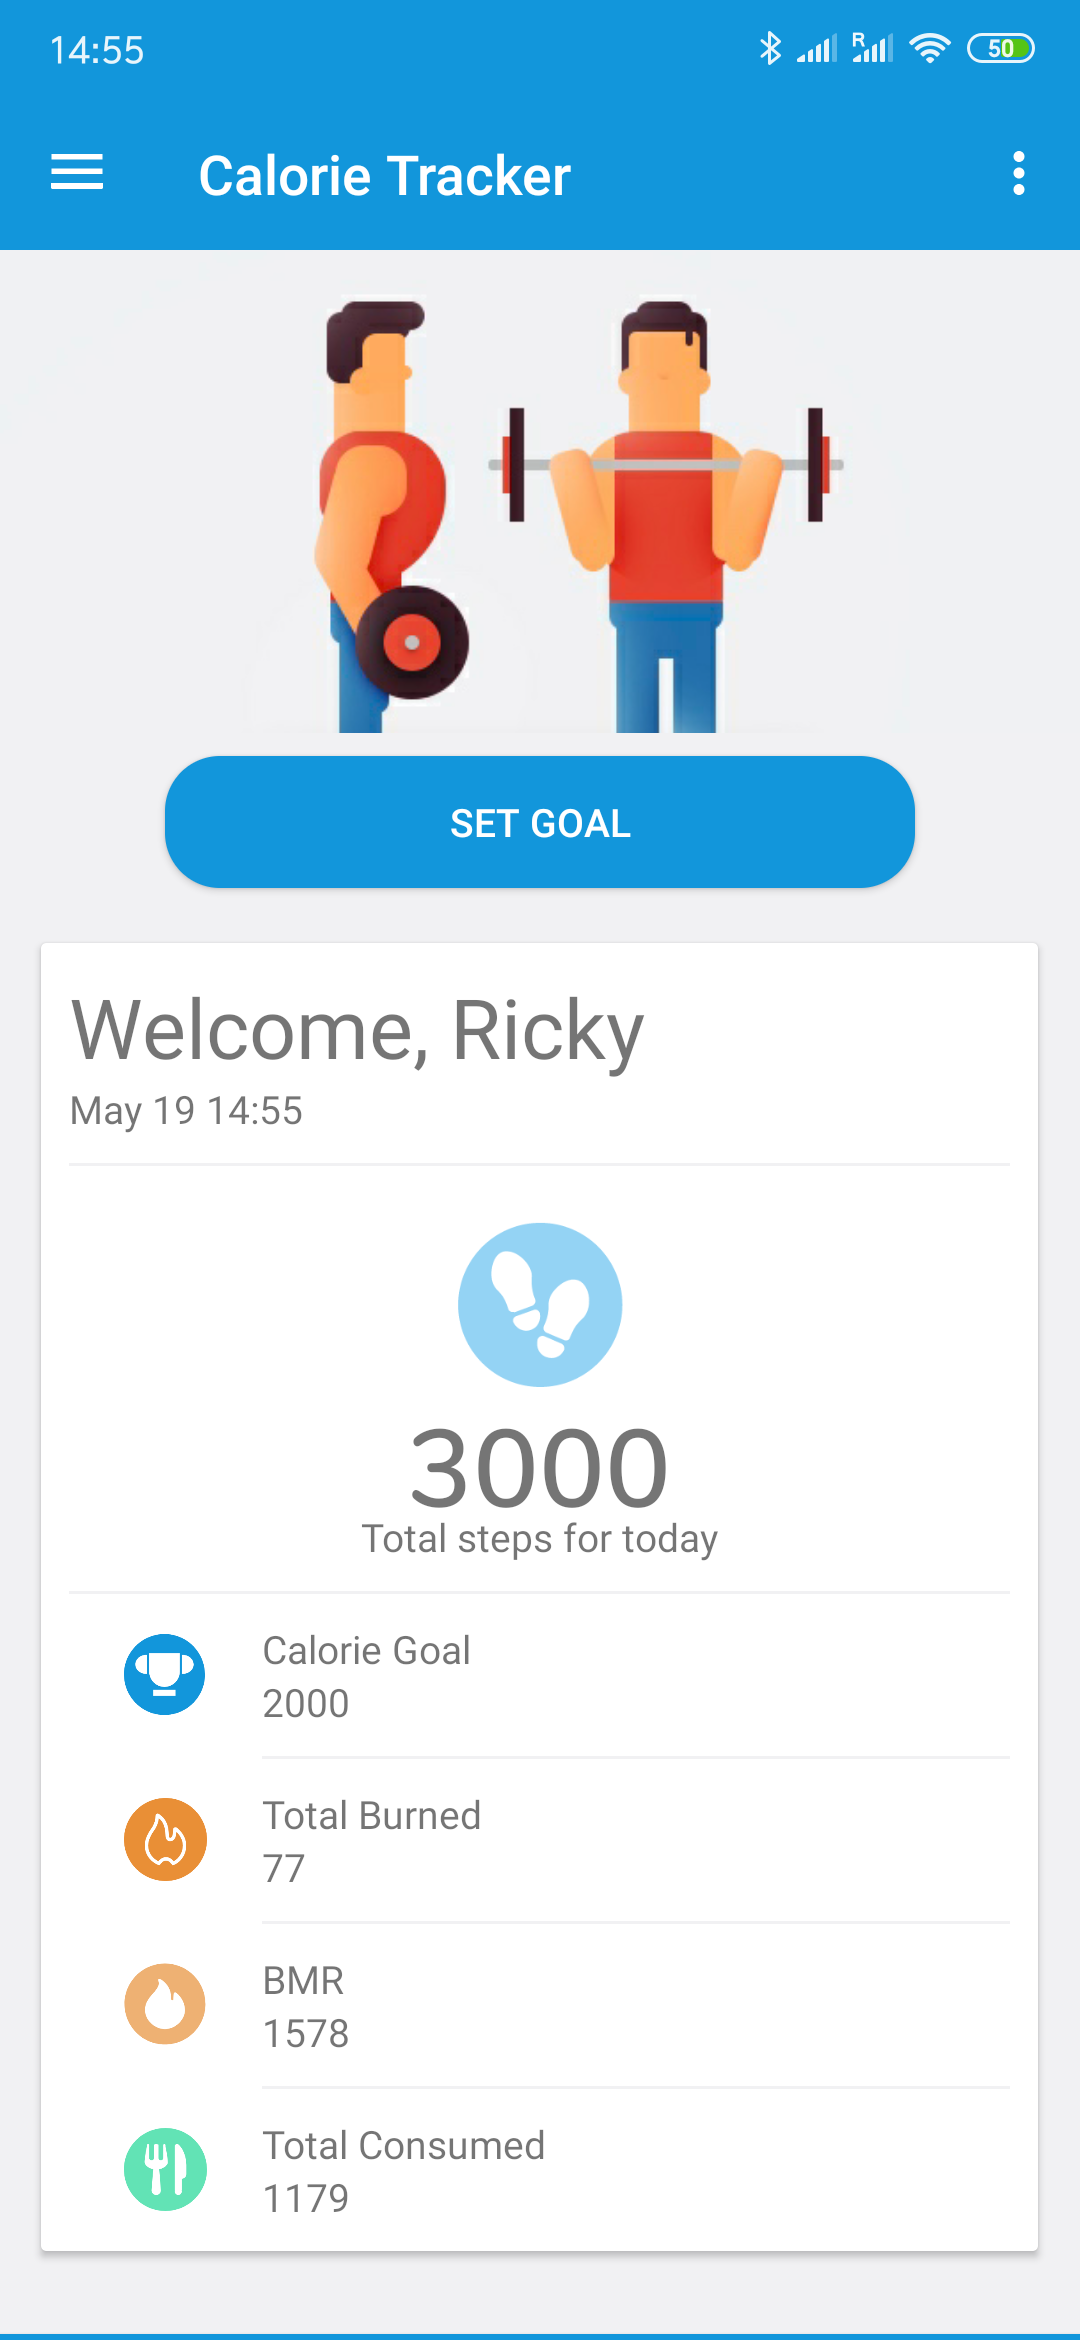 14:55
R
50
Calorie Tracker
SET GOAL
Welcome, Ricky
May 19 14:55
3000
Total steps for today
Calorie Goal
2000
Total Burned
77
BMR
1578
Total Consumed
1179